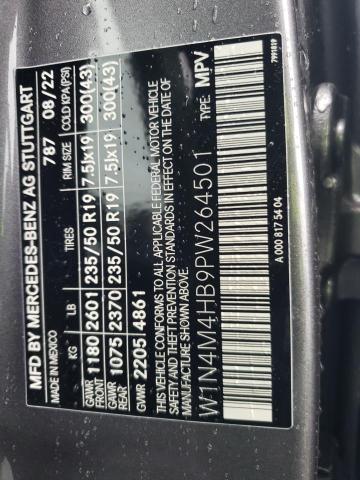 MFD BY MERCEDES-BENZ AG STUTTGART
MADE IN MEXICO 787 08/22
KG LB TIRES RIM SIZE COLD KPA(PSI)
GAWR 1180 2601 235/50 R19 7.5Jx19 300(43)
GAWR REAR 1075 2370 235/50 R19 7.5Jx19 300(43)
GVWR 2205 4861
THIS VEHICLE CONFORMS TO ALL APPLICABLE FEDERAL MOTOR VEHICLE
SAFETY AND THEFT PREVENTION STANDARDS IN EFFECT ON THE DATE OF
MANUFACTURE SHOWN ABOVE.
W1N4M4HB9PW264501 TYPE: MPV
A 000 817 54 04
7991819